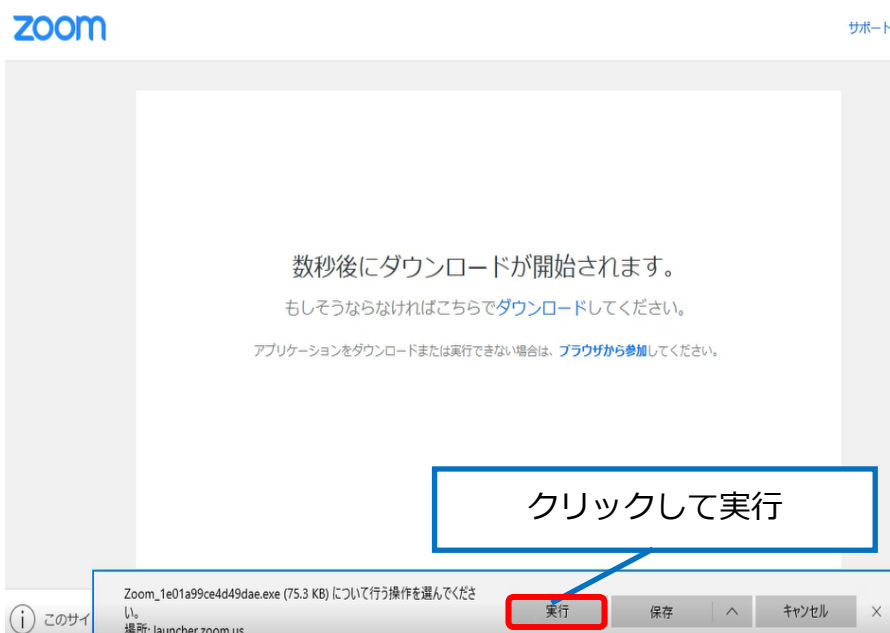 zoom
サポート
数秒後にダウンロードが開始されます。
もしそうならなければこちらでダウンロードしてください。
アプリケーションをダウンロードまたは実行できない場合は、ブラウザから参加してください。
クリックして実行
Zoom_1e01a99ce4d49dae.exe (75.3 KB) について行う操作を選んでくださ
い。
場所: launcher.zoom.us
実行
保存
キャンセル
このサイ